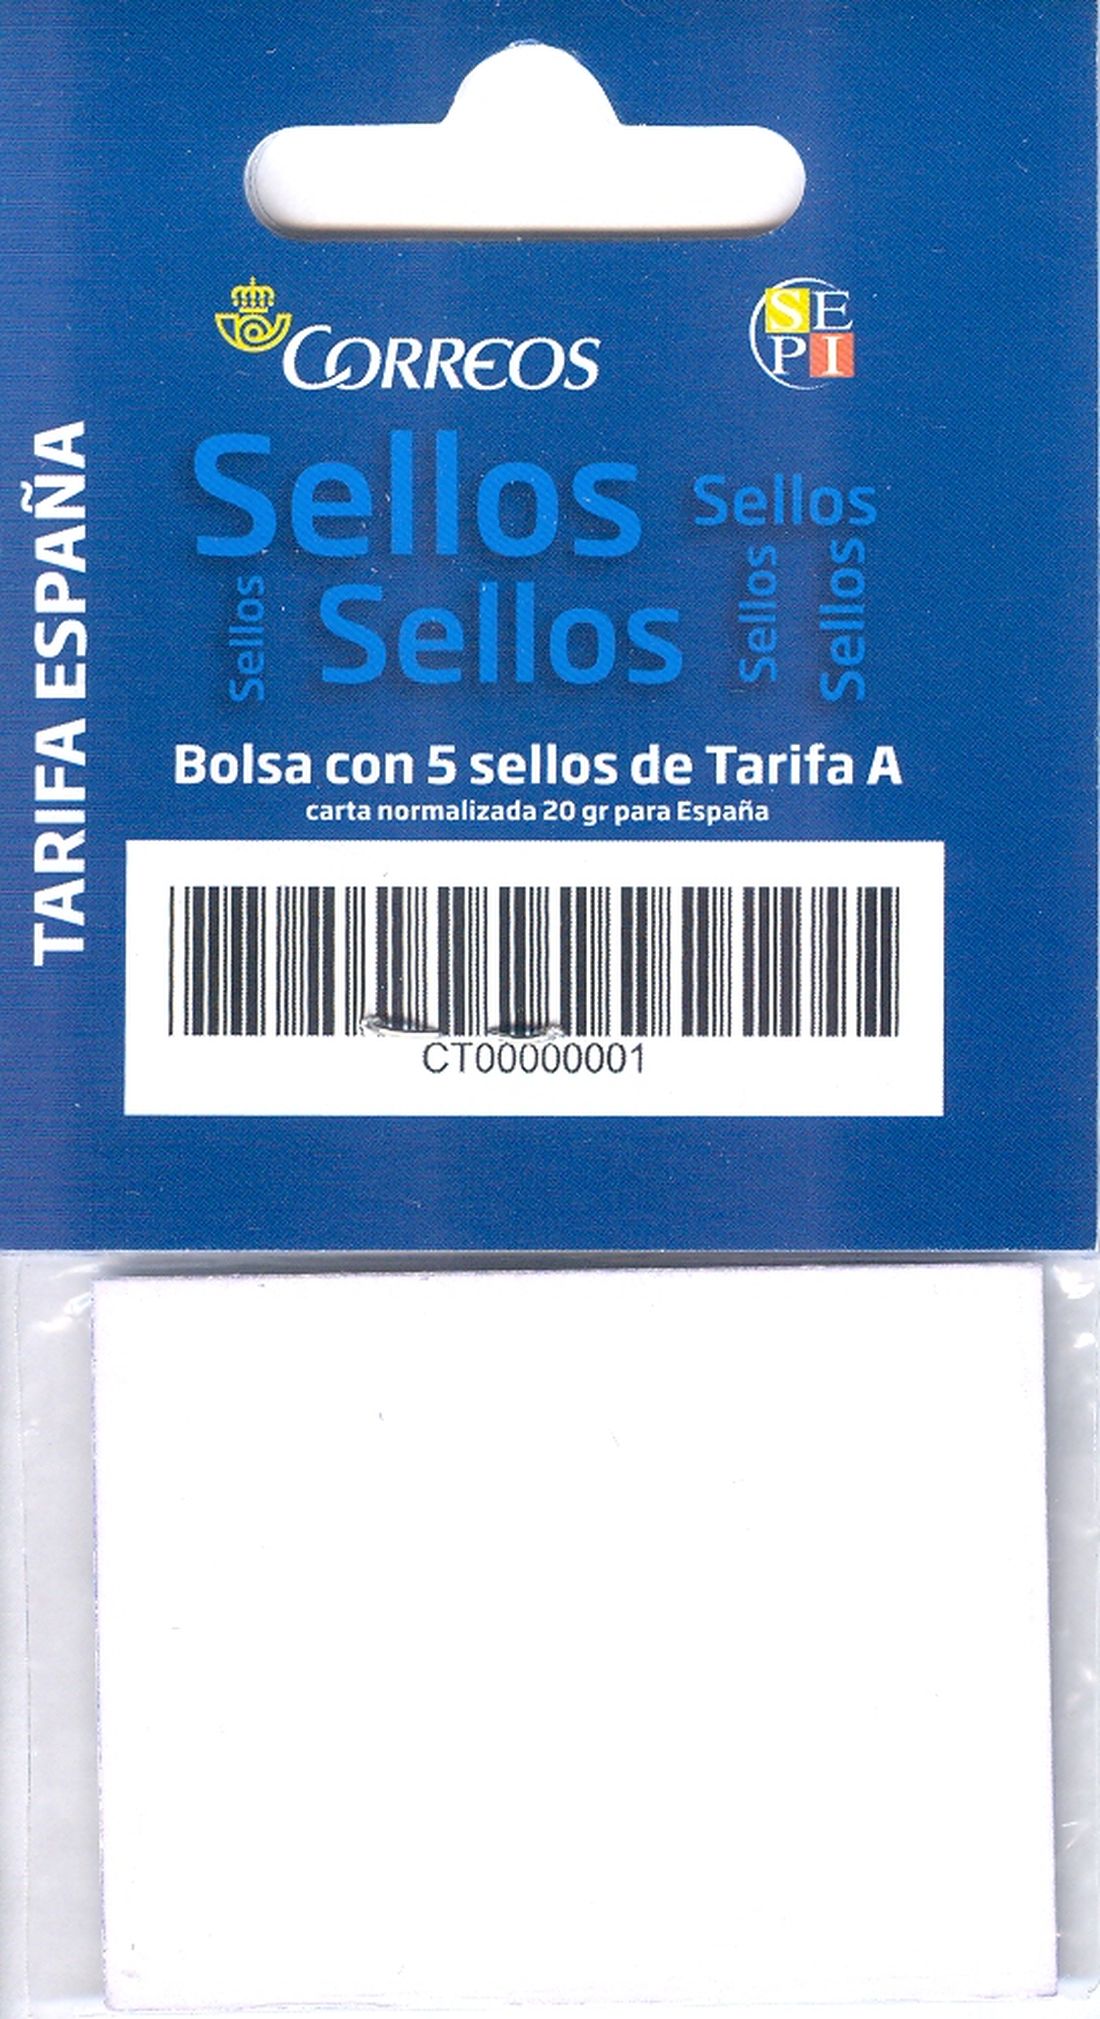 CORREOS
SE
PI
TARIFA ESPAÑA
Sellos
Sellos
Sellos
Sellos
Sellos
Sellos
Bolsa con 5 sellos de Tarifa A
carta normalizada 20 gr para España
CT00000001